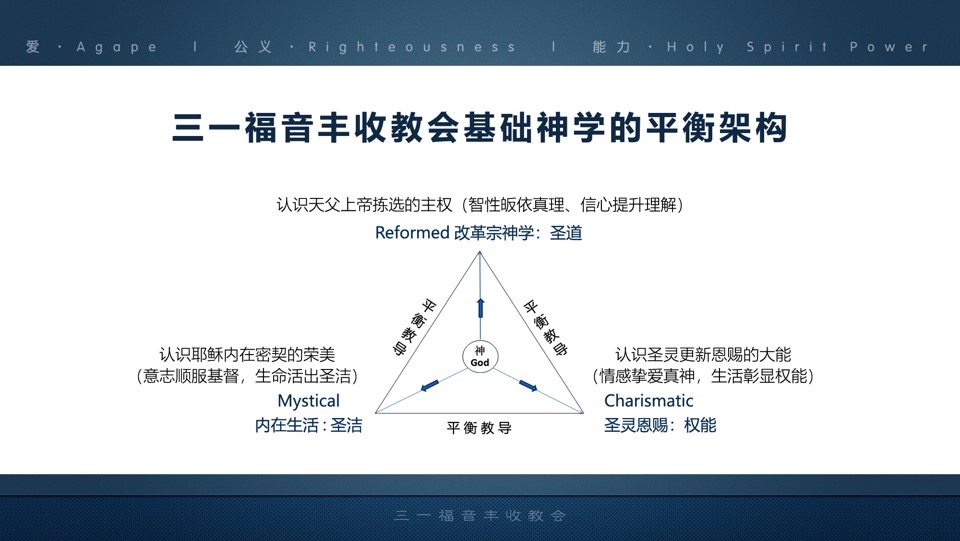 爱 · Agape | 公义 · Righteousness | 能力 · Holy Spirit Power
三一福音丰收教会基础神学的平衡架构
认识天父上帝拣选的主权（智性皈依真理、信心提升理解）
Reformed 改革宗神学：圣道
平衡教导
平衡教导
神
God
认识耶稣内在密契的荣美
（意志顺服基督，生命活出圣洁）
Mystical
内在生活：圣洁
认识圣灵更新恩赐的大能
（情感挚爱真神，生活彰显权能）
Charismatic
圣灵恩赐：权能
平衡教导
三一福音丰收教会